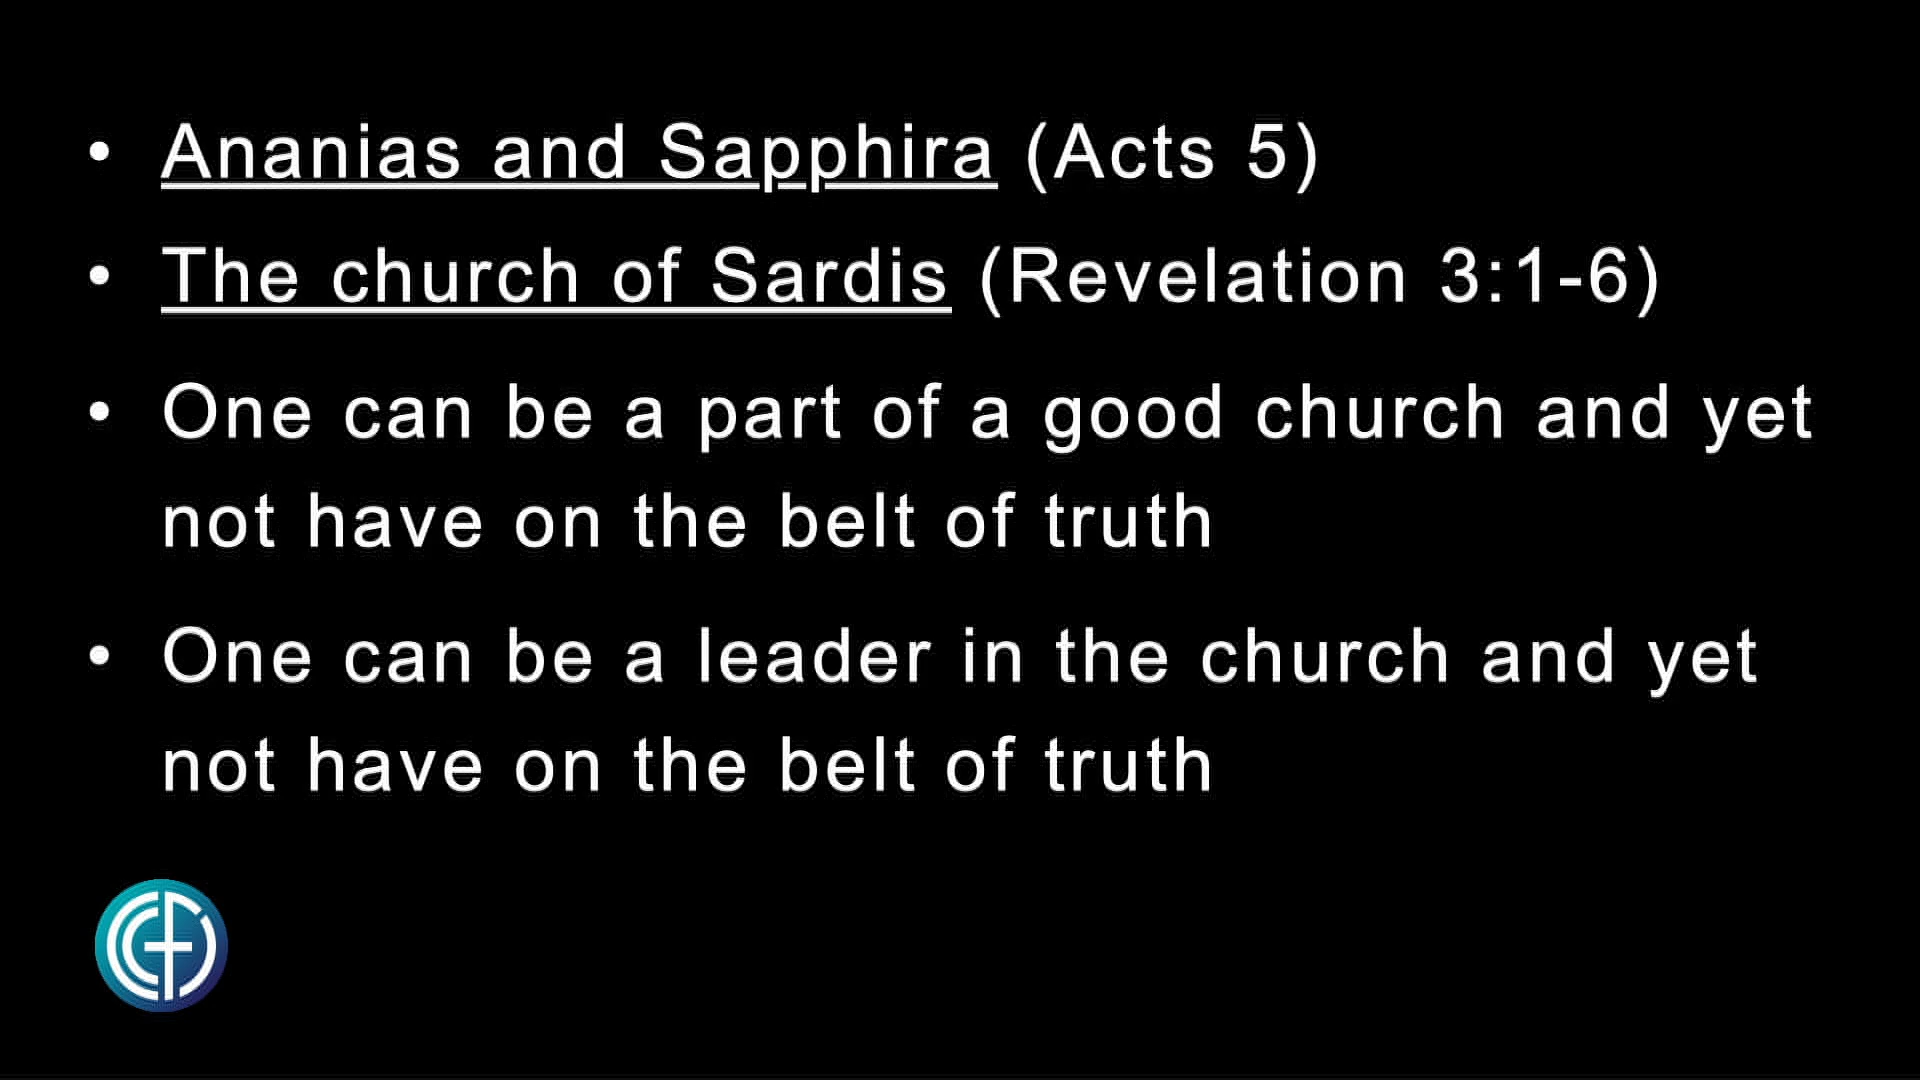 • Ananias and Sapphira (Acts 5)
• The church of Sardis (Revelation 3:1-6)
• One can be a part of a good church and yet
not have on the belt of truth
• One can be a leader in the church and yet
not have on the belt of truth